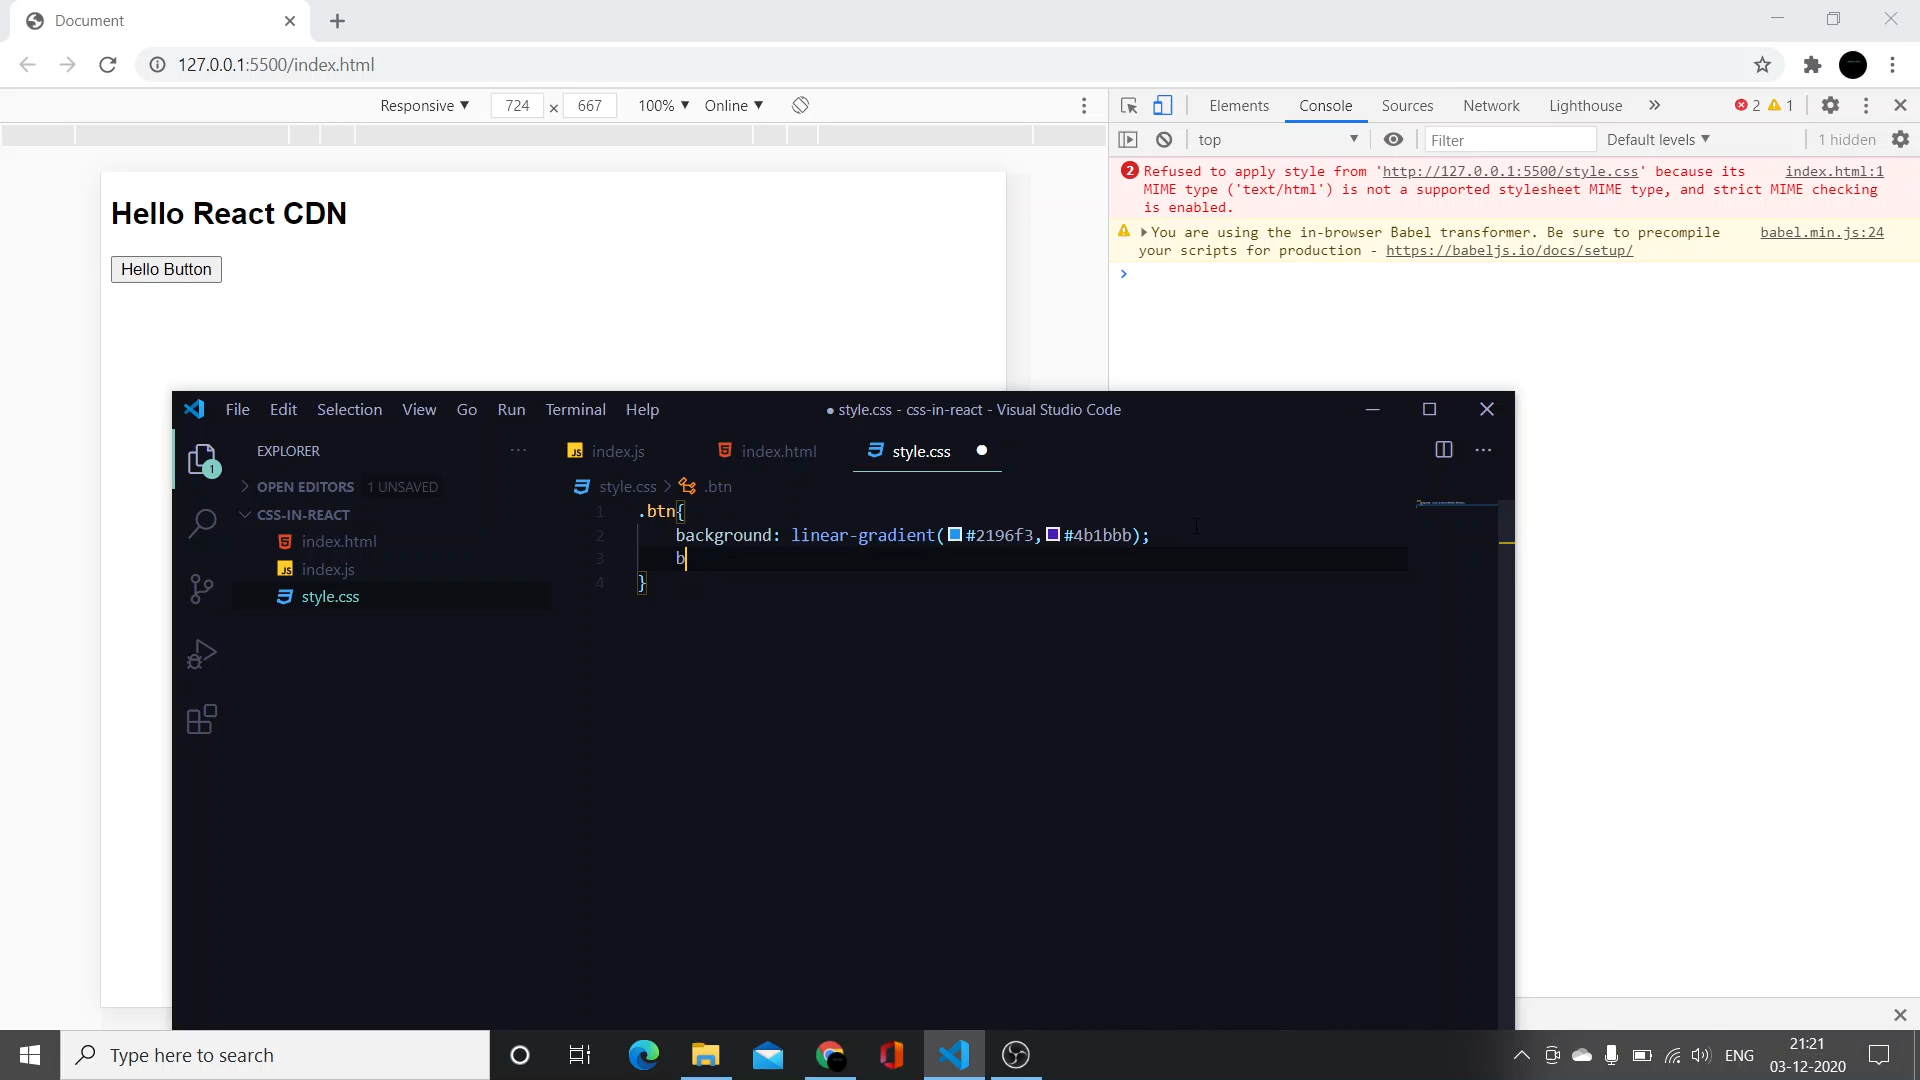 Document
127.0.0.1:5500/index.html
Responsive 724 × 667 100% Online
Elements Console Sources Network Lighthouse 2 1
top Filter Default levels 1 hidden
2 Refused to apply style from 'http://127.0.0.1:5500/style.css' because its index.html:1
MIME type ('text/html') is not a supported stylesheet MIME type, and strict MIME checking
is enabled.
You are using the in-browser Babel transformer. Be sure to precompile babel.min.js:24
your scripts for production - https://babeljs.io/docs/setup/
Hello React CDN
Hello Button
File Edit Selection View Go Run Terminal Help ● style.css - css-in-react - Visual Studio Code
EXPLORER
1
OPEN EDITORS 1 UNSAVED
CSS-IN-REACT
index.html
index.js
style.css
index.js index.html style.css
style.css > .btn
1 .btn{
2 background: linear-gradient(#2196f3,#4b1bbb);
3 b
4 }
Type here to search
ENG
21:21
03-12-2020